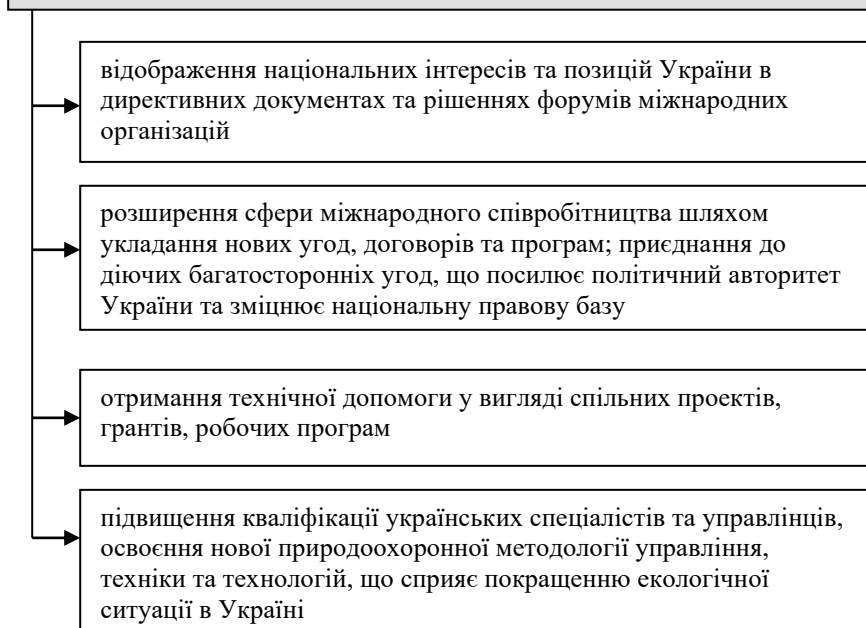 відображення національних інтересів та позицій України в
директивних документах та рішеннях форумів міжнародних
організацій
розширення сфери міжнародного співробітництва шляхом
укладання нових угод, договорів та програм; приєднання до
діючих багатосторонніх угод, що посилює політичний авторитет
України та зміцнює національну правову базу
отримання технічної допомоги у вигляді спільних проектів,
грантів, робочих програм
підвищення кваліфікації українських спеціалістів та управлінців,
освоєння нової природоохоронної методології управління,
техніки та технологій, що сприяє покращенню екологічної
ситуації в Україні